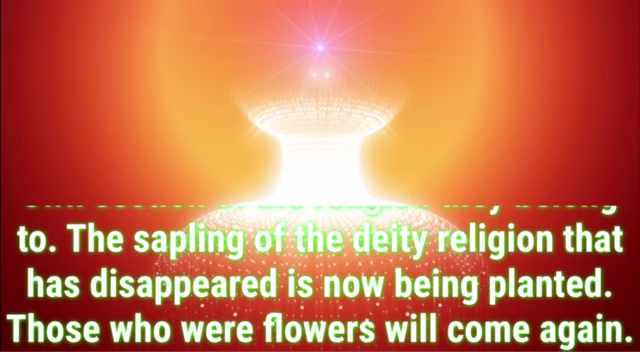 to. The sapling of the deity religion that
has disappeared is now being planted.
Those who were flowers will come again.